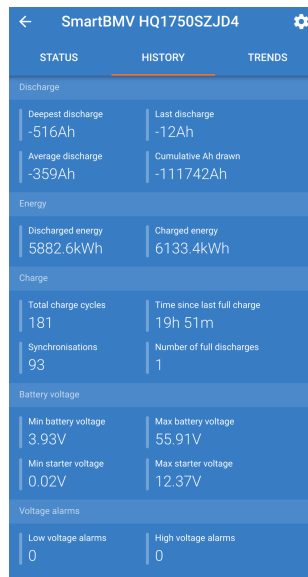 SmartBMV HQ1750SZJD4
STATUS HISTORY TRENDS
Discharge
Deepest discharge Last discharge
-516Ah -12Ah
Average discharge Cumulative Ah drawn
-359Ah -111742Ah
Energy
Discharged energy Charged energy
5882.6kWh 6133.4kWh
Charge
Total charge cycles Time since last full charge
181 19h 51m
Synchronisations Number of full discharges
93 1
Battery voltage
Min battery voltage Max battery voltage
3.93V 55.91V
Min starter voltage Max starter voltage
0.02V 12.37V
Voltage alarms
Low voltage alarms High voltage alarms
0 0